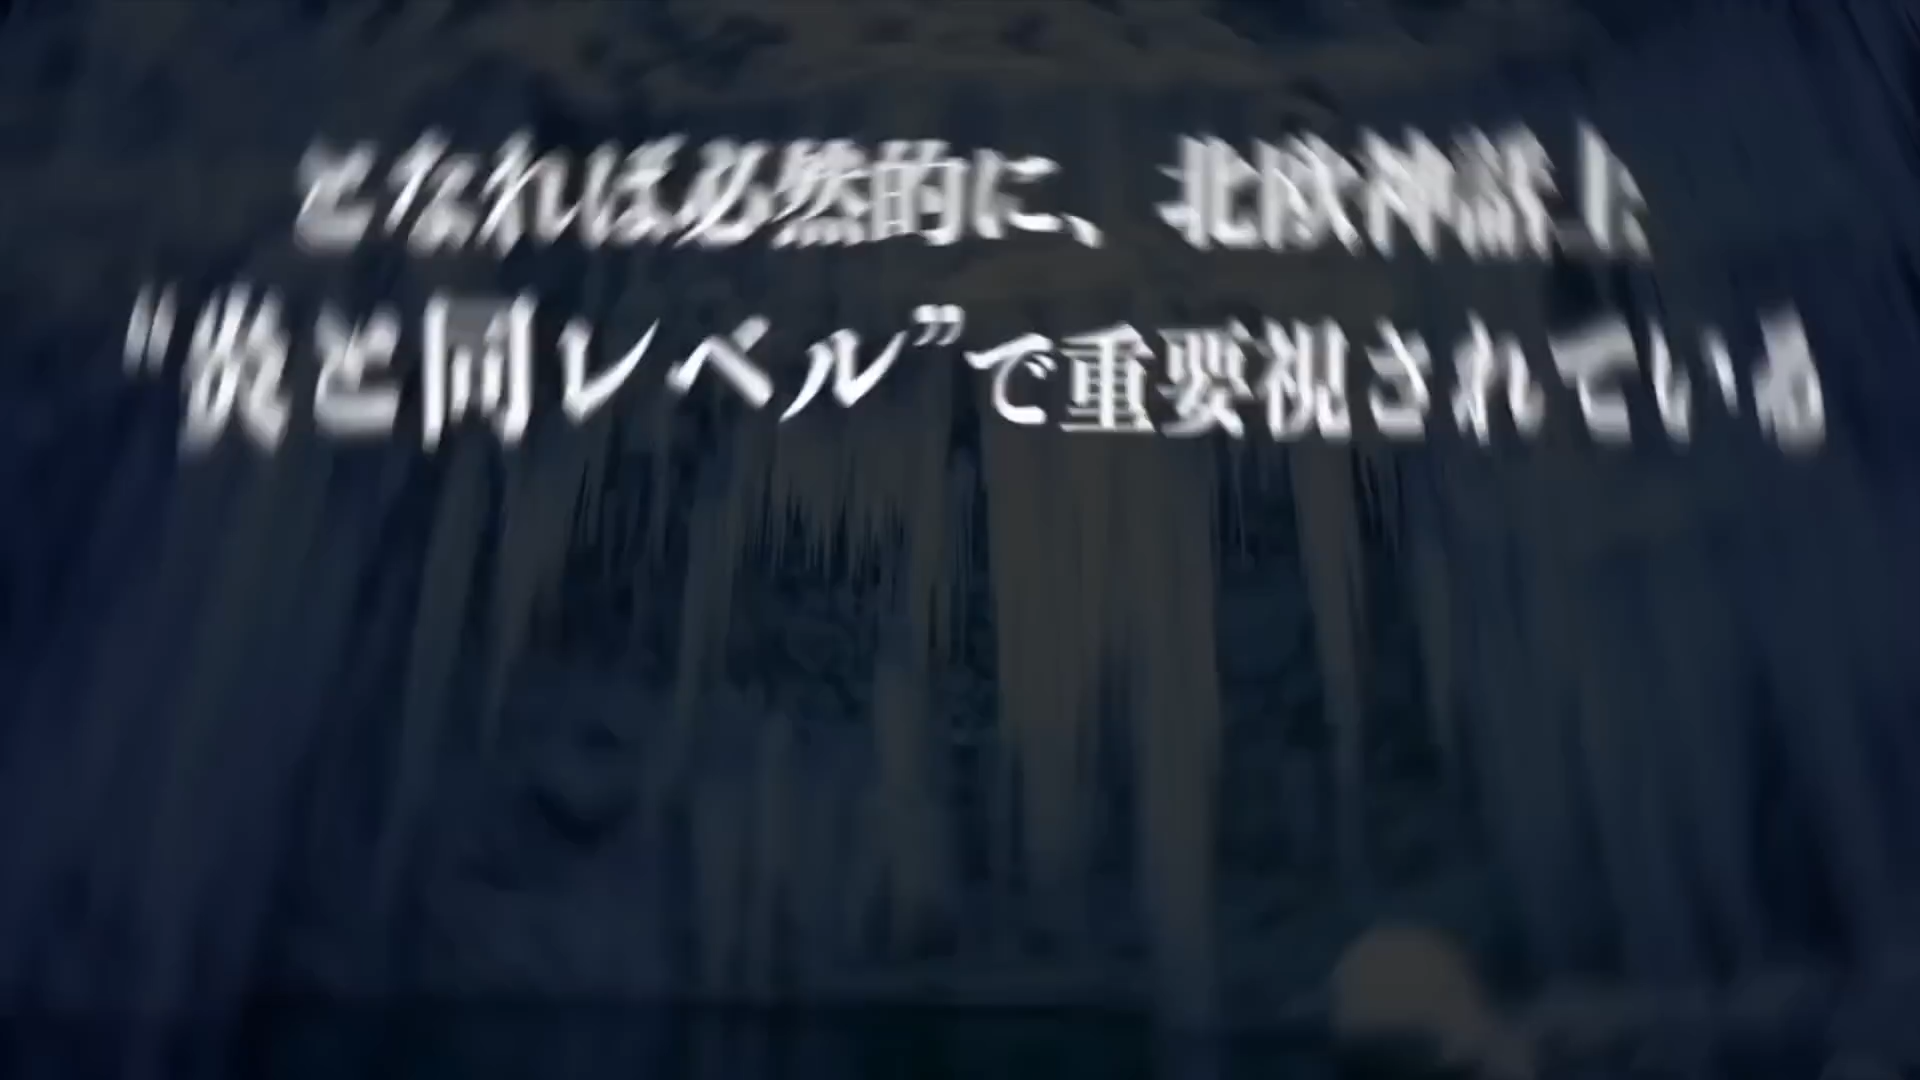 となれば必然的に、北欧神話に
“彼と同レベル”で重要視されている